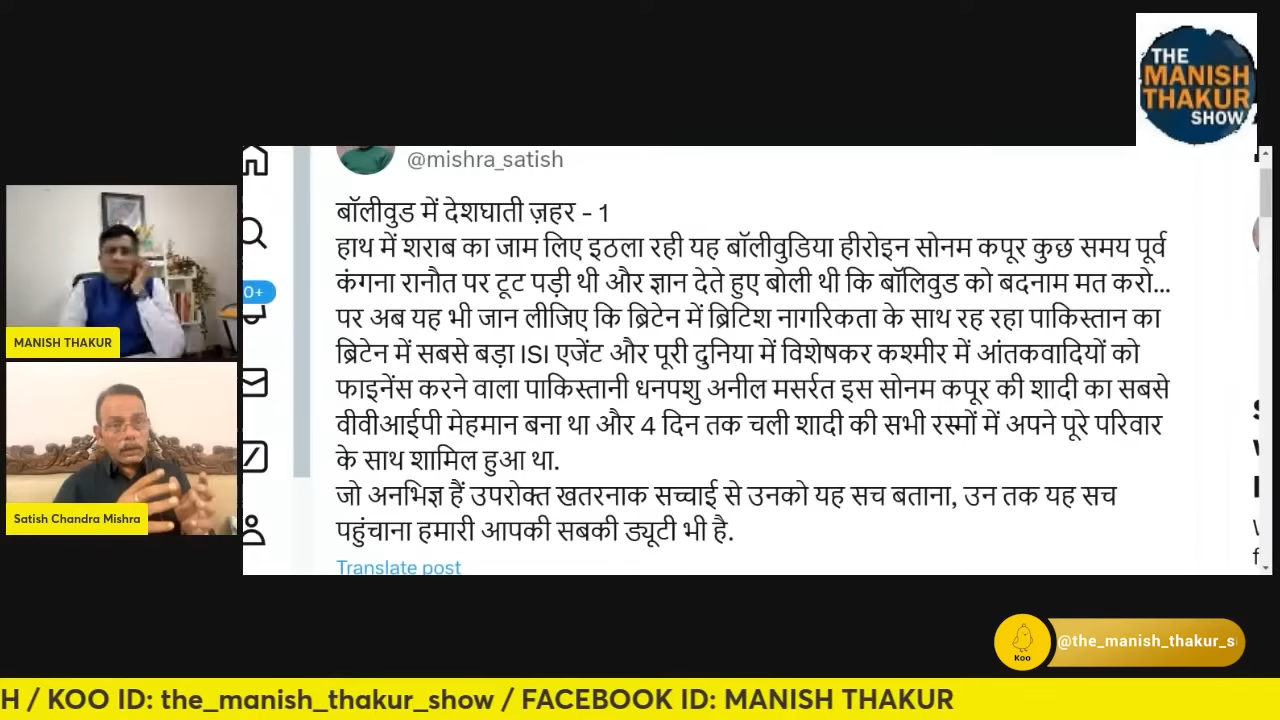 THE
MANISH
THAKUR
SHOW
@mishra_satish
बॉलीवुड में देशघाती ज़हर - 1
हाथ में शराब का जाम लिए इठला रही यह बॉलीवुडिया हीरोइन सोनम कपूर कुछ समय पूर्व
कंगना रानौत पर टूट पड़ी थी और ज्ञान देते हुए बोली थी कि बॉलिवुड को बदनाम मत करो...
पर अब यह भी जान लीजिए कि ब्रिटेन में ब्रिटिश नागरिकता के साथ रह रहा पाकिस्तान का
ब्रिटेन में सबसे बड़ा ISI एजेंट और पूरी दुनिया में विशेषकर कश्मीर में आंतकवादियों को
फाइनेंस करने वाला पाकिस्तानी धनपशु अनील मसर्रत इस सोनम कपूर की शादी का सबसे
वीवीआईपी मेहमान बना था और 4 दिन तक चली शादी की सभी रस्मों में अपने पूरे परिवार
के साथ शामिल हुआ था.
जो अनभिज्ञ हैं उपरोक्त खतरनाक सच्चाई से उनको यह सच बताना, उन तक यह सच
पहुंचाना हमारी आपकी सबकी ड्यूटी भी है.
Translate post
0+
MANISH THAKUR
Satish Chandra Mishra
Koo
@the_manish_thakur_s
H / KOO ID: the_manish_thakur_show / FACEBOOK ID: MANISH THAKUR